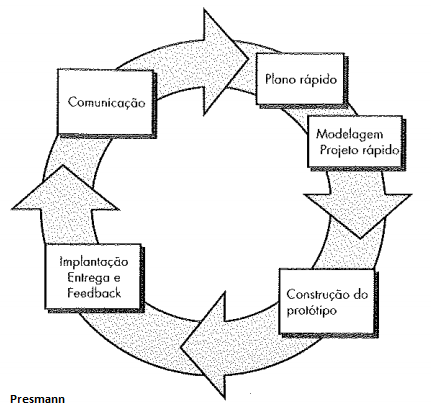 Comunicação
Plano rápido
Modelagem
Projeto rápido
Construção do
protótipo
Implantação
Entrega e
Feedback
Presmann